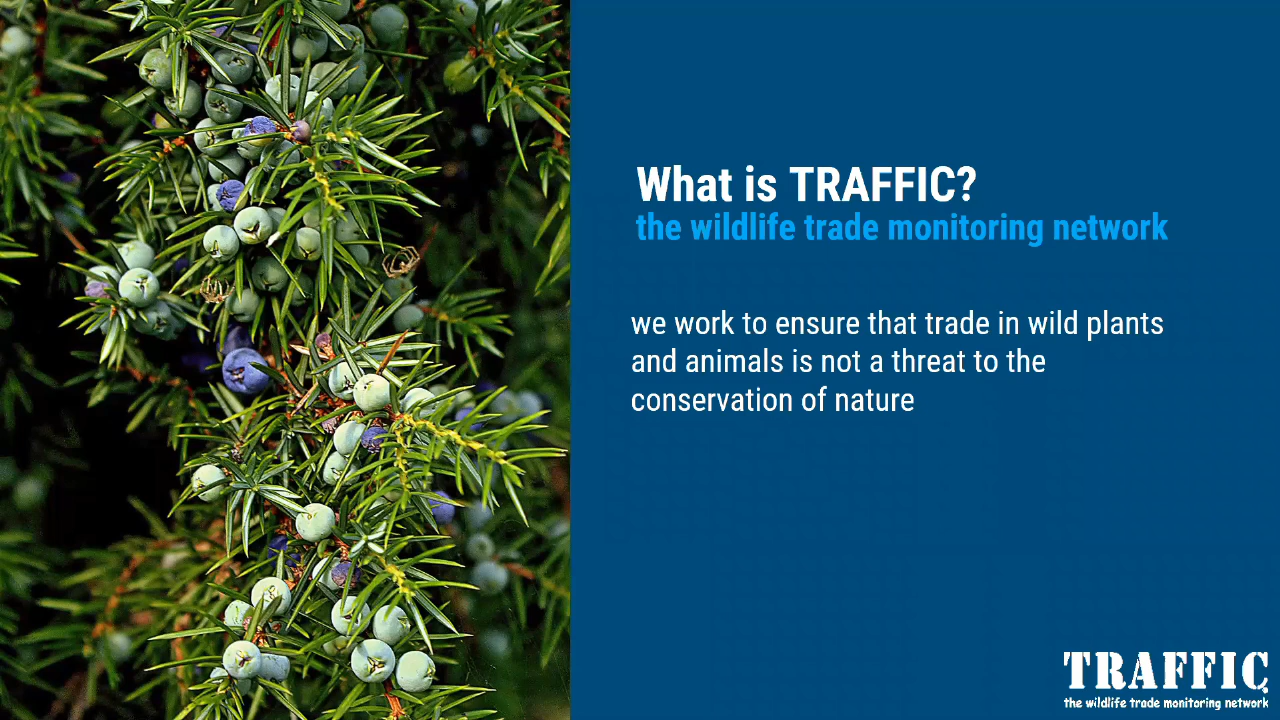 What is TRAFFIC?
the wildlife trade monitoring network
we work to ensure that trade in wild plants
and animals is not a threat to the
conservation of nature
TRAFFIC
the wildlife trade monitoring network